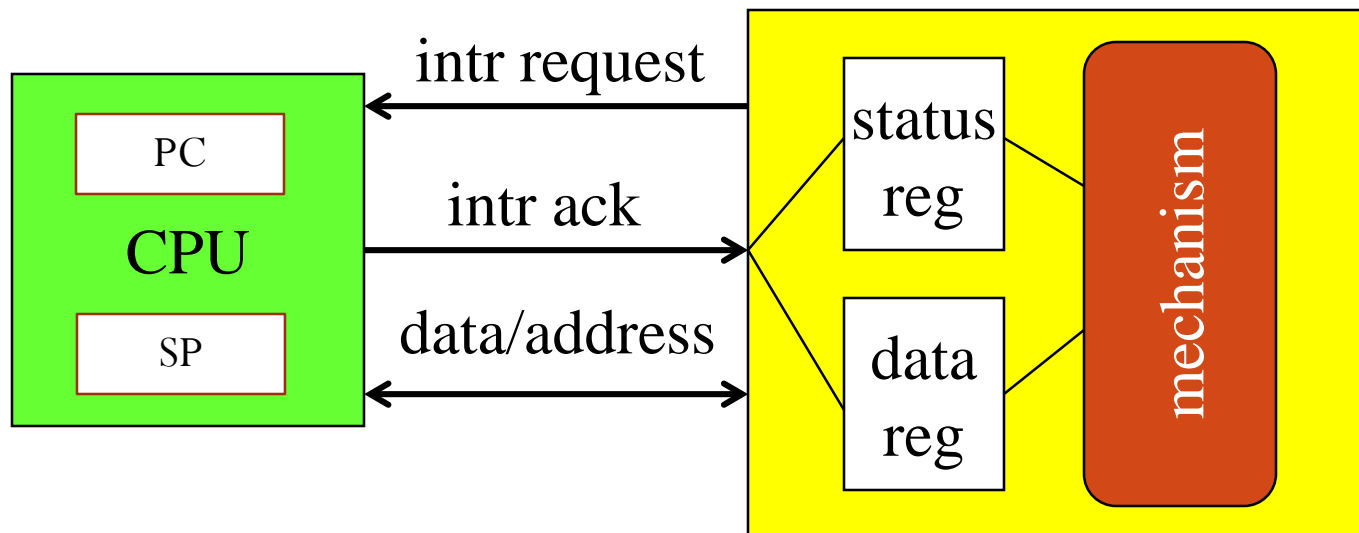 intr request
PC
intr ack
CPU
data/address
SP
status
reg
data
reg
mechanism